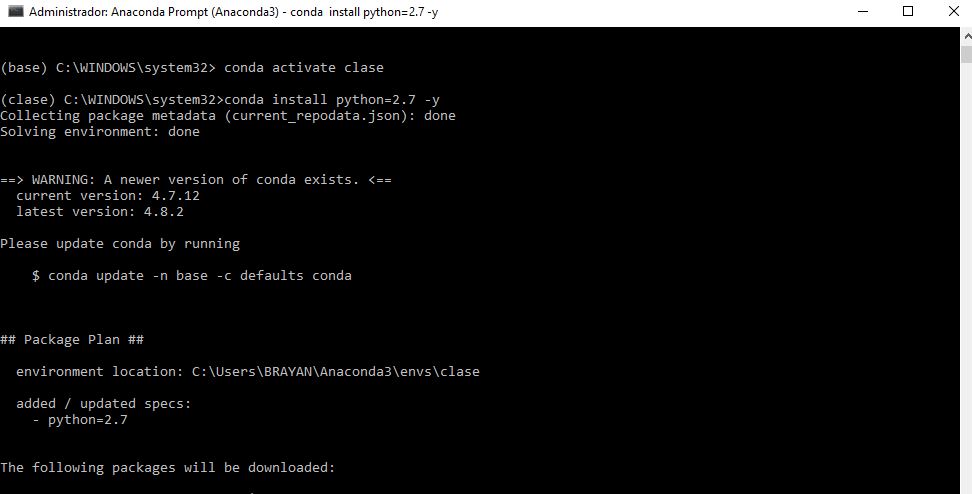 Administrador: Anaconda Prompt (Anaconda3) - conda  install python=2.7 -y
(base) C:\WINDOWS\system32> conda activate clase
(clase) C:\WINDOWS\system32>conda install python=2.7 -y
Collecting package metadata (current_repodata.json): done
Solving environment: done
==> WARNING: A newer version of conda exists. <==
  current version: 4.7.12
  latest version: 4.8.2
Please update conda by running
    $ conda update -n base -c defaults conda
## Package Plan ##
  environment location: C:\Users\BRAYAN\Anaconda3\envs\clase
  added / updated specs:
    - python=2.7
The following packages will be downloaded: